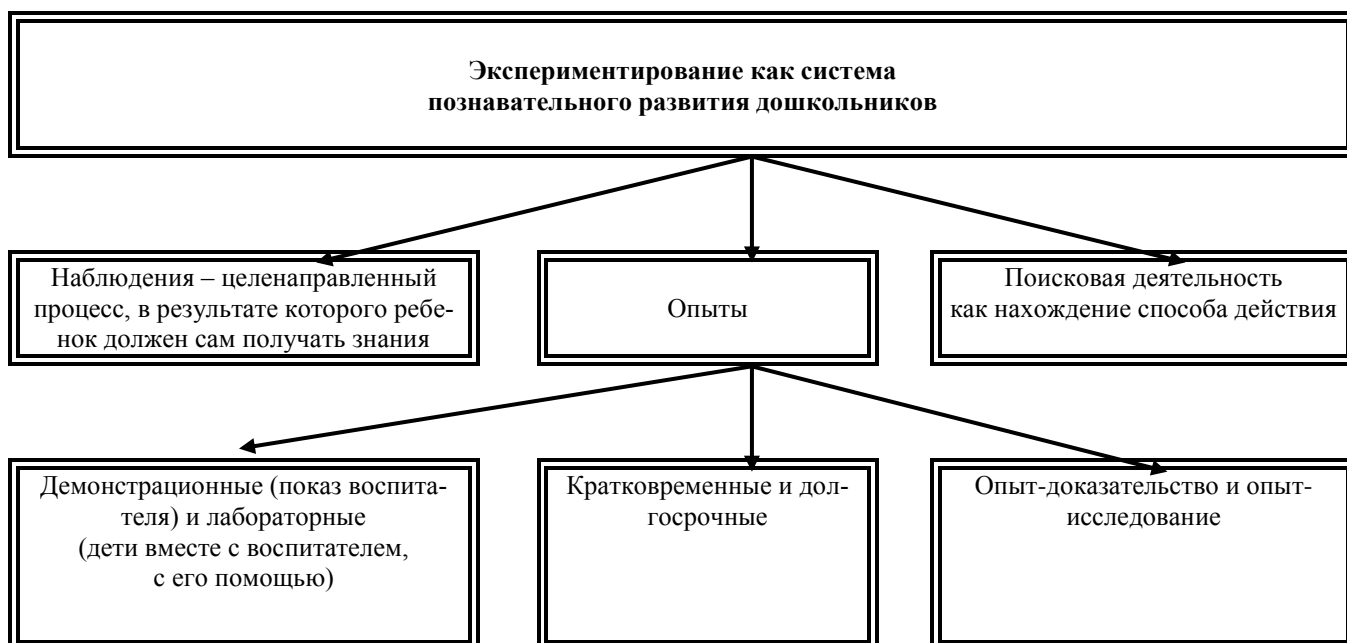 Экспериментирование как система
познавательного развития дошкольников
Наблюдения – целенаправленный
процесс, в результате которого ребе-
нок должен сам получать знания
Опыты
Поисковая деятельность
как нахождение способа действия
Демонстрационные (показ воспита-
теля) и лабораторные
(дети вместе с воспитателем,
с его помощью)
Кратковременные и дол-
госрочные
Опыт-доказательство и опыт-
исследование